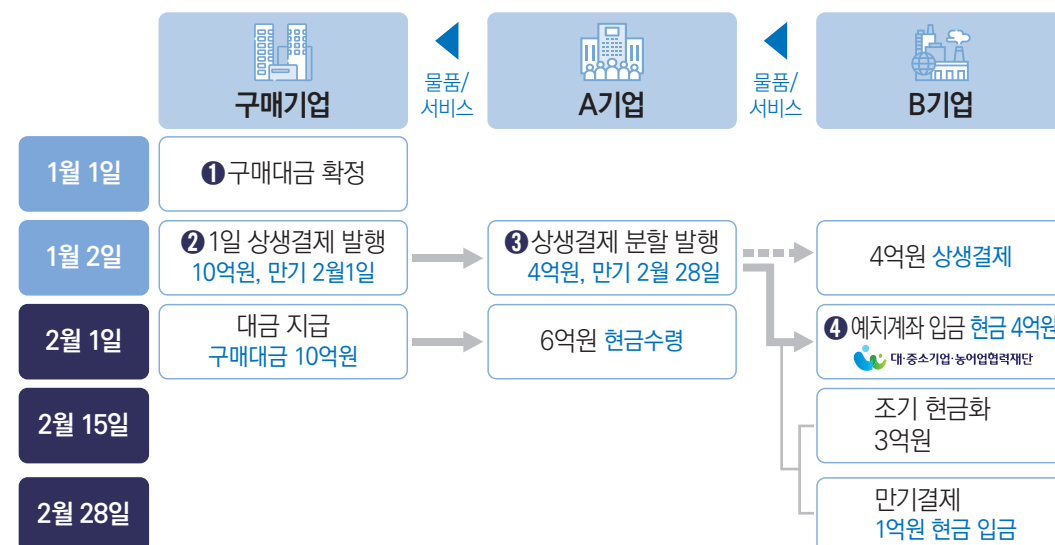 구매기업
물품/
서비스
A기업
물품/
서비스
B기업
1월 1일
❶구매대금 확정
1월 2일
❷ 1일 상생결제 발행
10억원, 만기 2월1일
❸ 상생결제 분할 발행
4억원, 만기 2월 28일
4억원 상생결제
2월 1일
대금 지급
구매대금 10억원
6억원 현금수령
❹ 예치계좌 입금 현금 4억원
대·중소기업·농어업협력재단
2월 15일
조기 현금화
3억원
2월 28일
만기결제
1억원 현금 입금